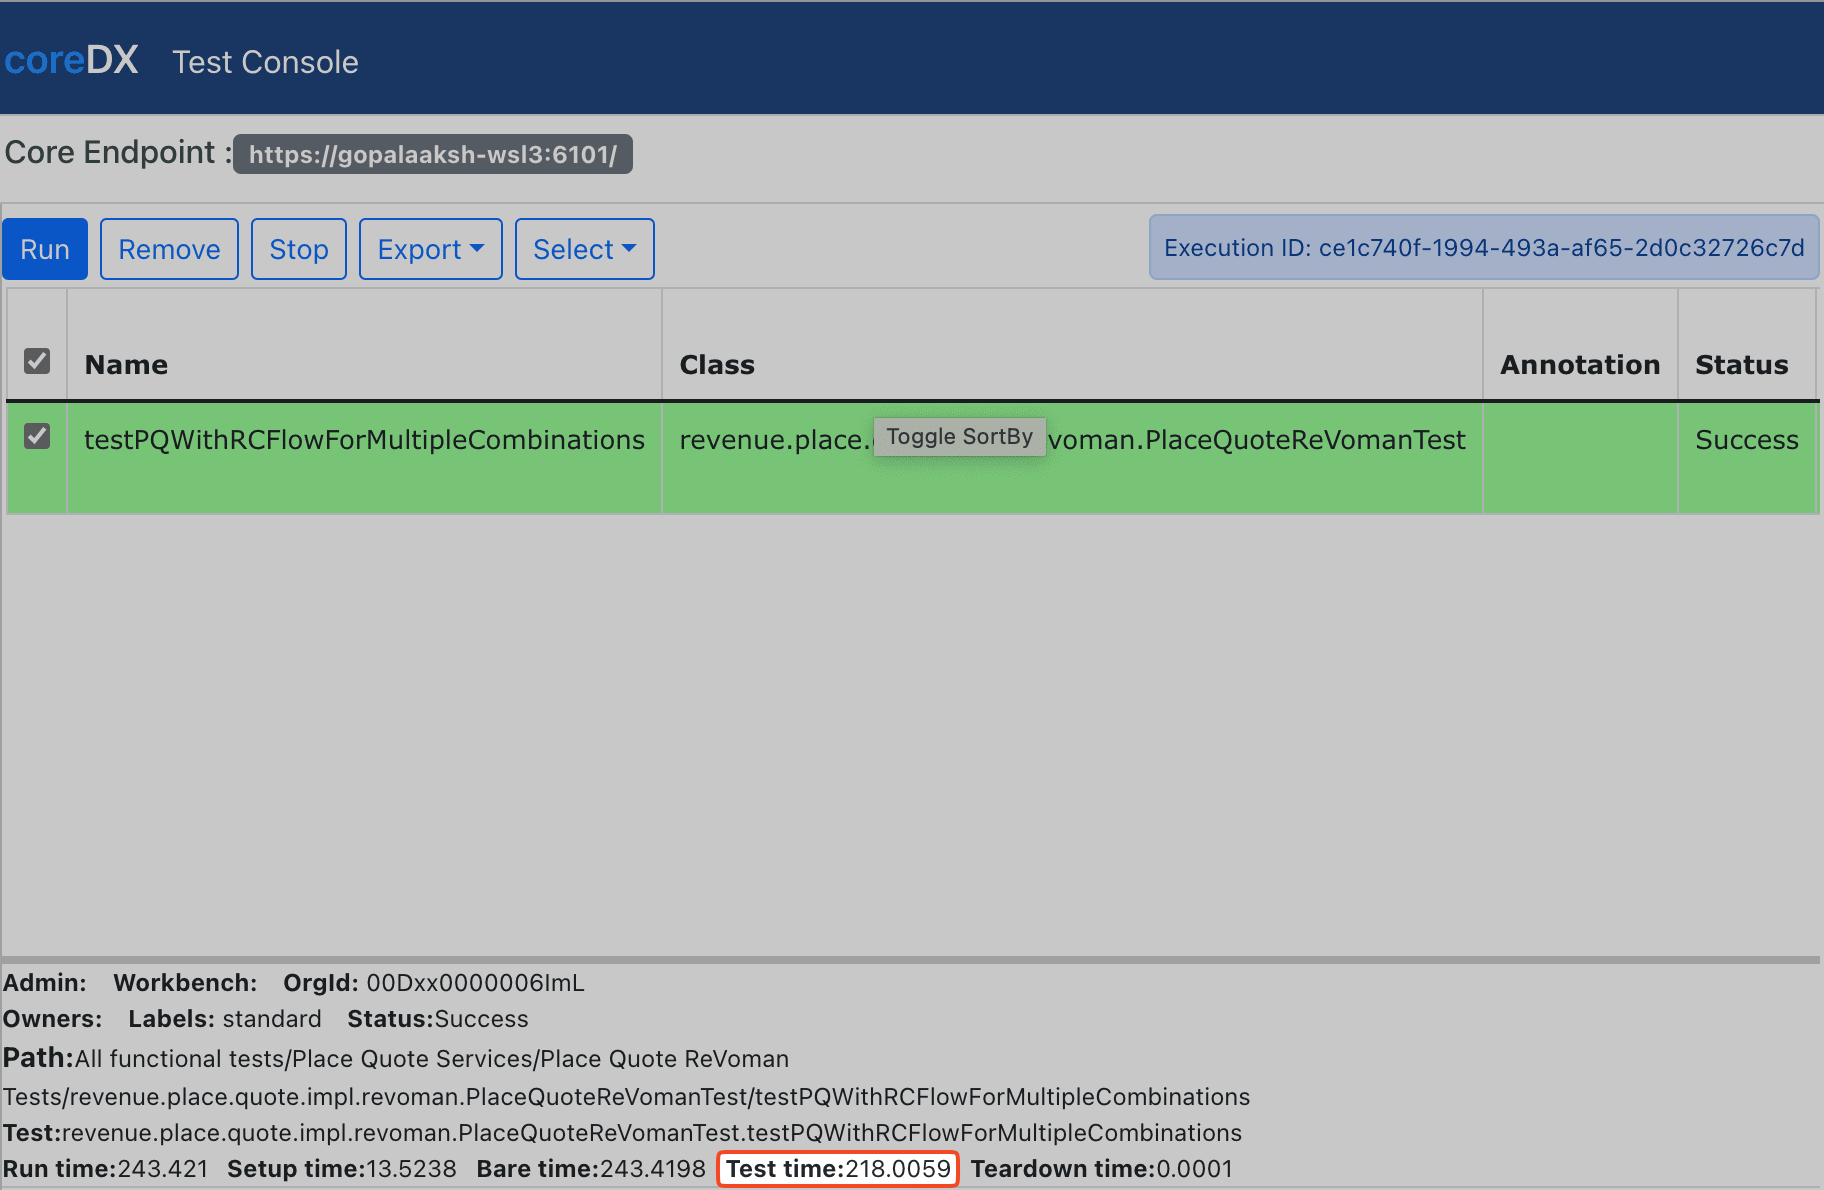 coreDX Test Console
Core Endpoint : https://gopalaaksh-wsl3:6101/
Run Remove Stop Export Select Execution ID: ce1c740f-1994-493a-af65-2d0c32726c7d
Name Class Annotation Status
testPQWithRCFlowForMultipleCombinations revenue.place. Toggle SortBy voman.PlaceQuoteReVomanTest Success
Admin: Workbench: OrgId: 00Dxx0000006ImL
Owners: Labels: standard Status:Success
Path:All functional tests/Place Quote Services/Place Quote ReVoman
Tests/revenue.place.quote.impl.revoman.PlaceQuoteReVomanTest/testPQWithRCFlowForMultipleCombinations
Test:revenue.place.quote.impl.revoman.PlaceQuoteReVomanTest.testPQWithRCFlowForMultipleCombinations
Run time:243.421 Setup time:13.5238 Bare time:243.4198 Test time:218.0059 Teardown time:0.0001